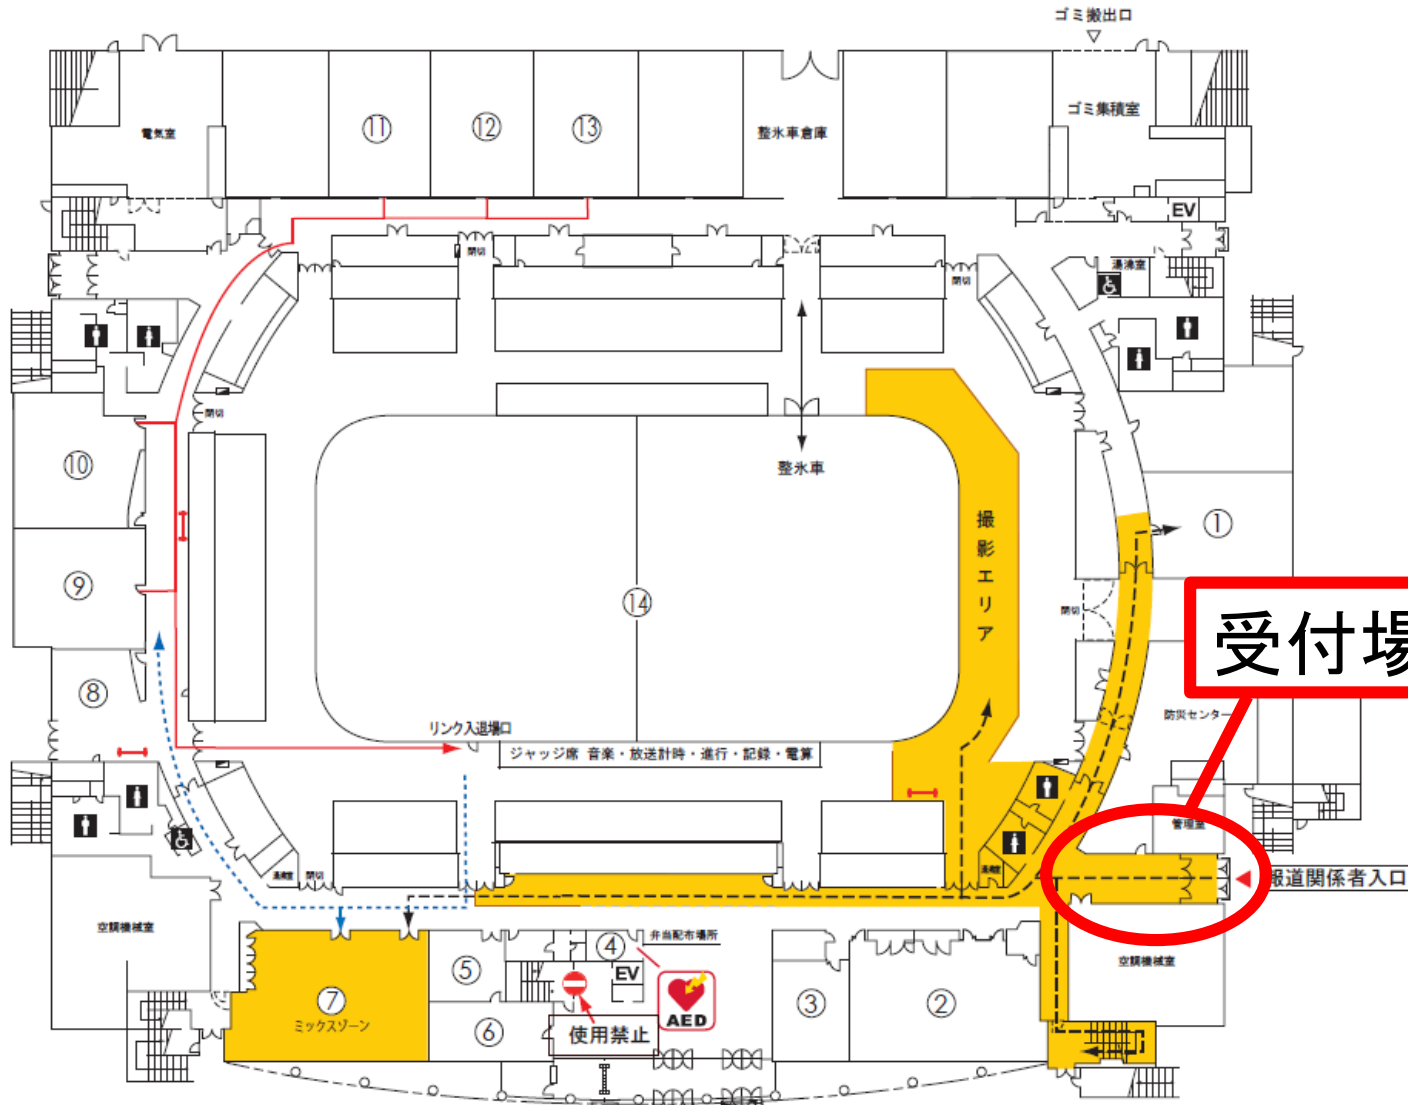 ゴミ搬出口
電気室
⑪
⑫
⑬
整氷車倉庫
ゴミ集積室
EV
閉切
閉切
湯沸室
閉切
⑩
整氷車
撮影エリア
①
⑨
⑭
閉切
受付場
⑧
防災センター
リンク入退場口
ジャッジ席 音楽・放送計時・進行・記録・電算
管理室
閉切
報道関係者入口
空調機械室
④
弁当配布場所
⑤
EV
空調機械室
⑦
ミックスゾーン
③
②
AED
⑥
使用禁止